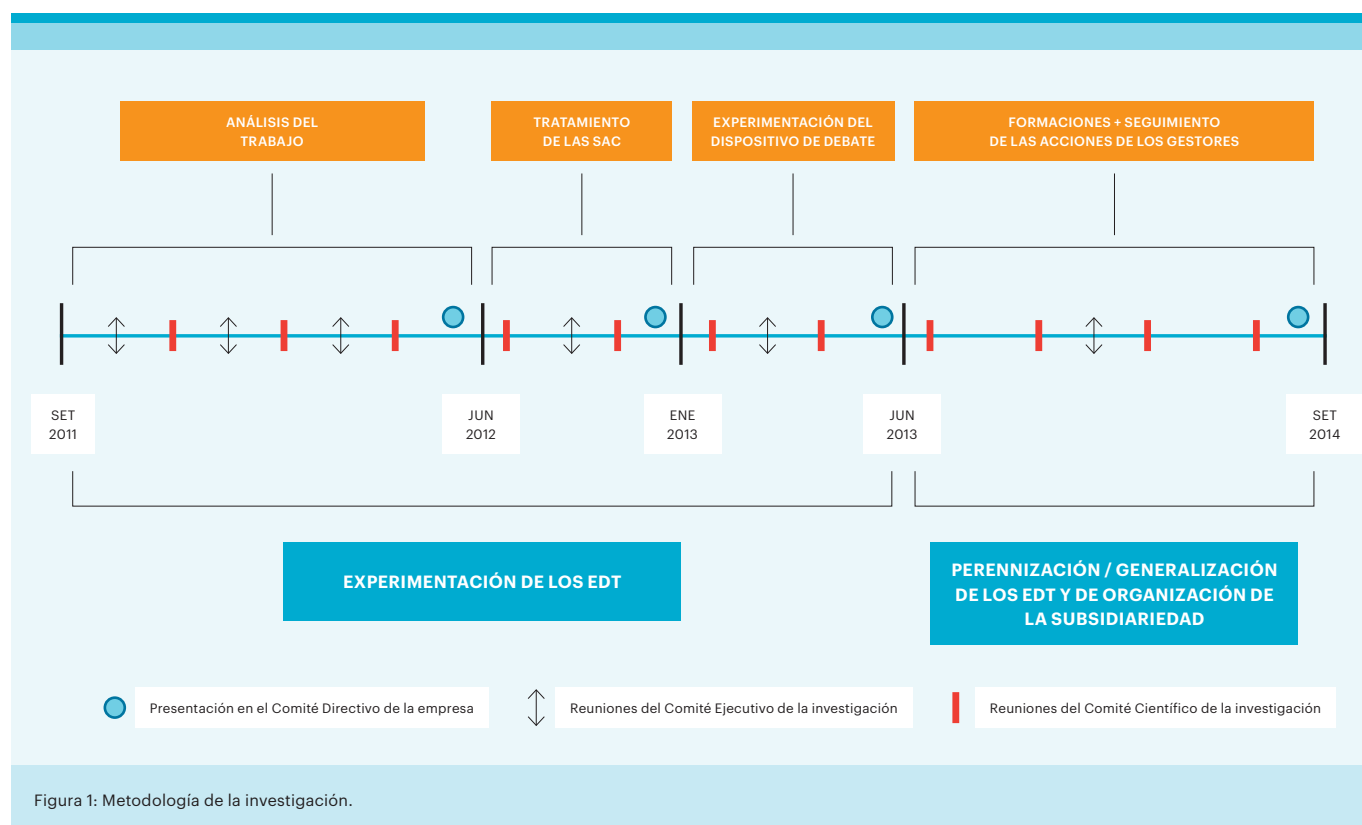 ANÁLISIS DEL
TRABAJO
TRATAMIENTO
DE LAS SAC
EXPERIMENTACIÓN DEL
DISPOSITIVO DE DEBATE
FORMACIONES + SEGUIMIENTO
DE LAS ACCIONES DE LOS GESTORES
SET
2011
JUN
2012
ENE
2013
JUN
2013
SET
2014
EXPERIMENTACIÓN DE LOS EDT
PERENNIZACIÓN / GENERALIZACIÓN
DE LOS EDT Y DE ORGANIZACIÓN DE
LA SUBSIDIARIEDAD
Presentación en el Comité Directivo de la empresa
Reuniones del Comité Ejecutivo de la investigación
Reuniones del Comité Científico de la investigación
Figura 1: Metodología de la investigación.